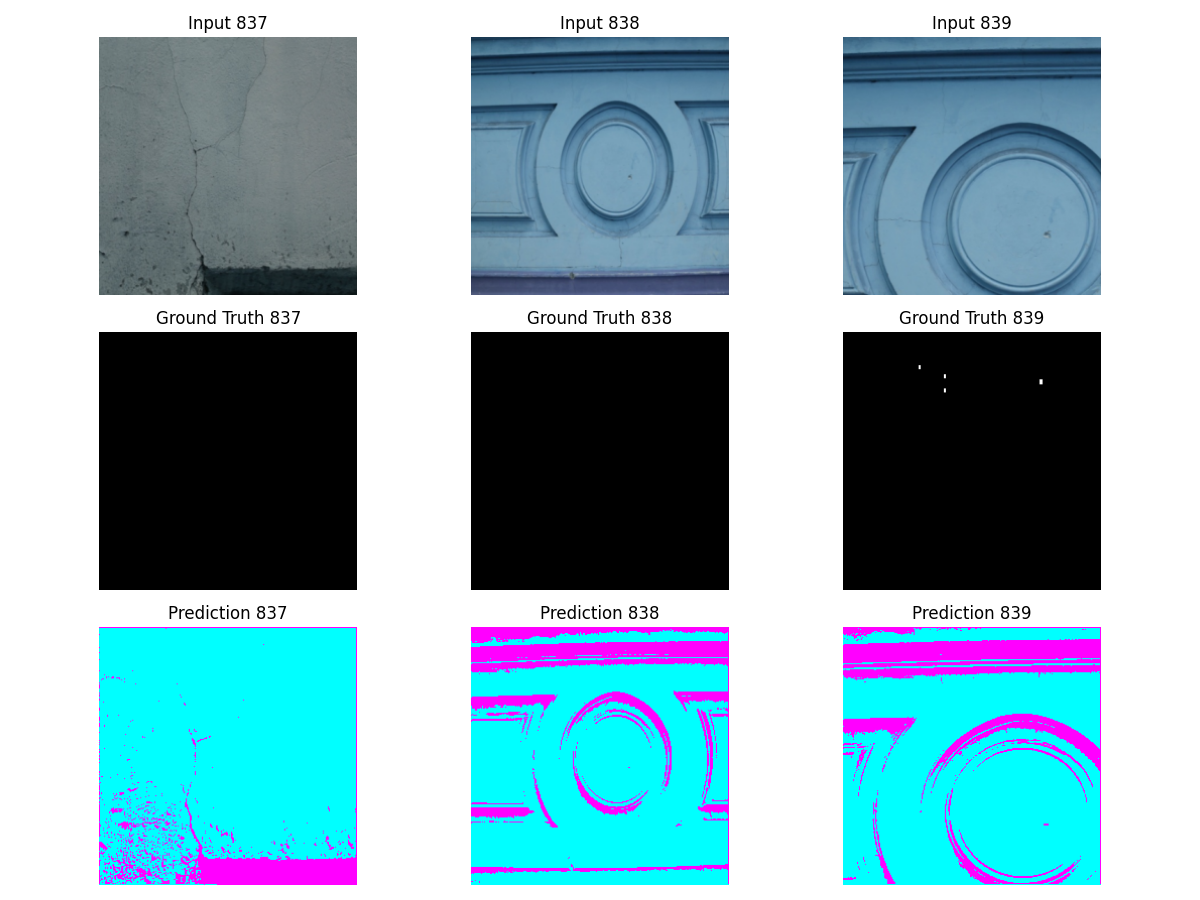 Input 837
Input 838
Input 839
Ground Truth 837
Ground Truth 838
Ground Truth 839
Prediction 837
Prediction 838
Prediction 839